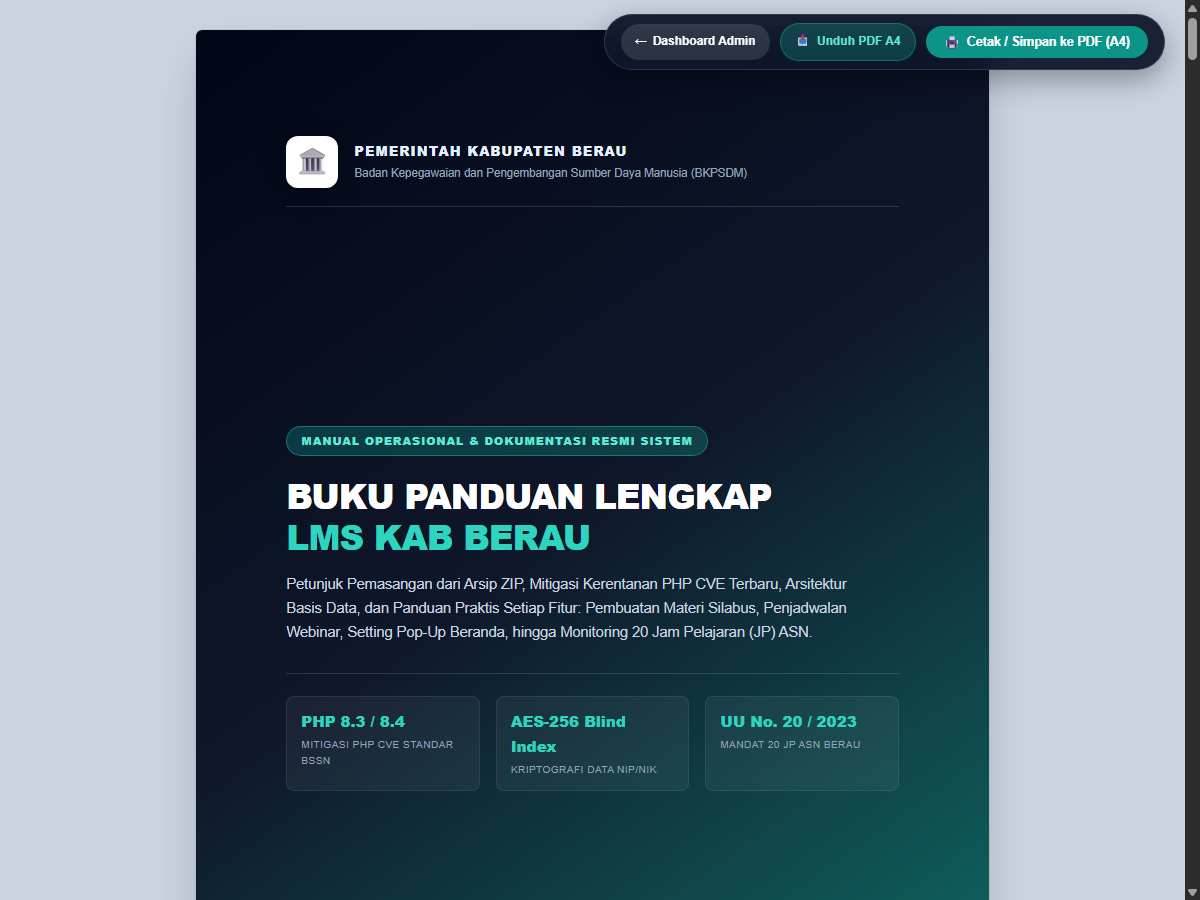 ← Dashboard Admin
Unduh PDF A4
Cetak / Simpan ke PDF (A4)
PEMERINTAH KABUPATEN BERAU
Badan Kepegawaian dan Pengembangan Sumber Daya Manusia (BKPSDM)
MANUAL OPERASIONAL & DOKUMENTASI RESMI SISTEM
BUKU PANDUAN LENGKAP
LMS KAB BERAU
Petunjuk Pemasangan dari Arsip ZIP, Mitigasi Kerentanan PHP CVE Terbaru, Arsitektur
Basis Data, dan Panduan Praktis Setiap Fitur: Pembuatan Materi Silabus, Penjadwalan
Webinar, Setting Pop-Up Beranda, hingga Monitoring 20 Jam Pelajaran (JP) ASN.
PHP 8.3 / 8.4
MITIGASI PHP CVE STANDAR
BSSN
AES-256 Blind
Index
KRIPTOGRAFI DATA NIP/NIK
UU No. 20 / 2023
MANDAT 20 JP ASN BERAU